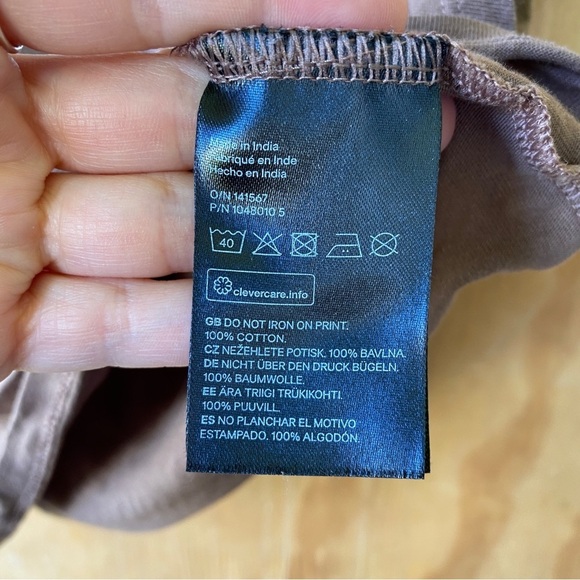 Made in India
Fabriqué en Inde
Hecho en India
O/N 141567
P/N 1048010 5
40
clevercare.info
GB DO NOT IRON ON PRINT.
100% COTTON.
CZ NEŽEHLETE POTISK. 100% BAVLNA.
DE NICHT ÜBER DEN DRUCK BÜGELN.
100% BAUMWOLLE.
EE ÄRA TRIIGI TRÜKIKOHTI.
100% PUUVILL.
ES NO PLANCHAR EL MOTIVO
ESTAMPADO. 100% ALGODÓN.